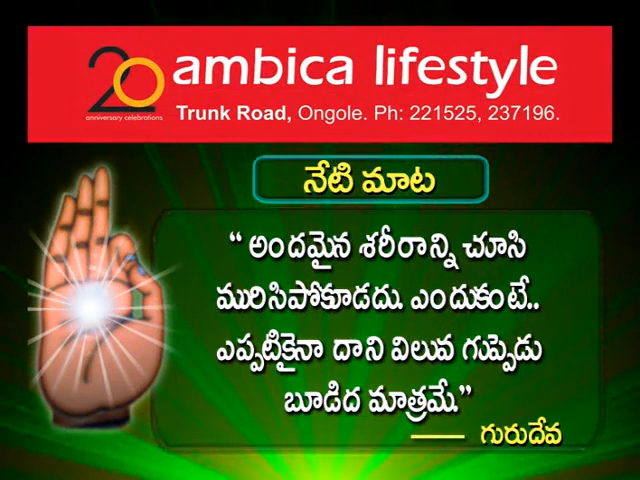 20 ambica lifestyle
anniversary celebrations
Trunk Road, Ongole. Ph: 221525, 237196.
నేటి మాట
“ అందమైన శరీరాన్ని చూసి
మురిసిపోకూడదు. ఎందుకంటే..
ఎప్పటికైనా దాని విలువ గుప్పెడు
బూడిద మాత్రమే.”
—— గురుదేవ